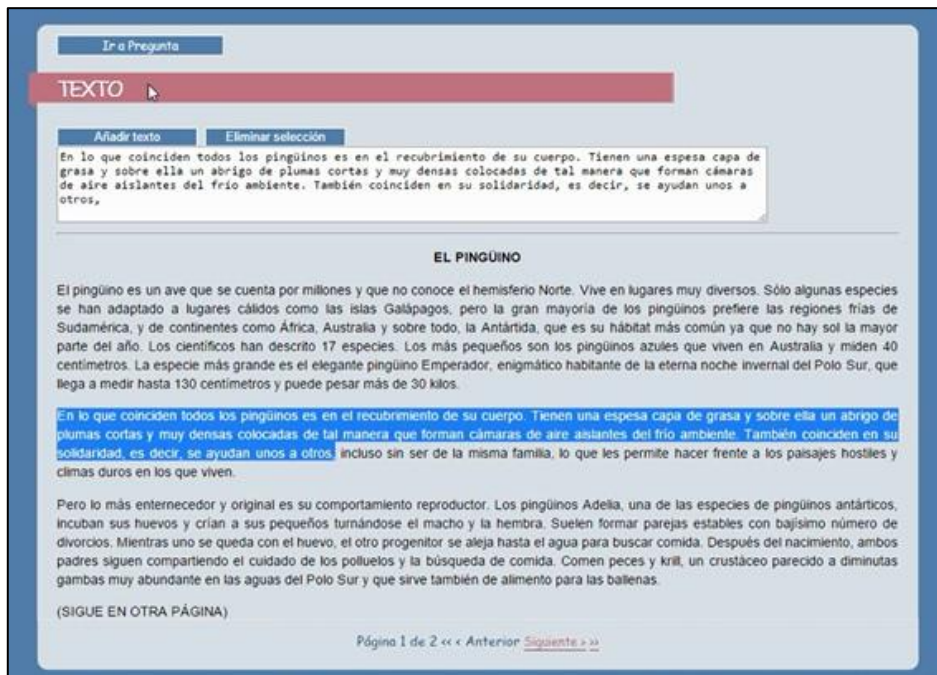 Ir a Pregunta
TEXTO
Añadir texto Eliminar selección
En lo que coinciden todos los pingüinos es en el recubrimiento de su cuerpo. Tienen una espesa capa de
grasa y sobre ella un abrigo de plumas cortas y muy densas colocadas de tal manera que forman cámaras
de aire aislantes del frío ambiente. También coinciden en su solidaridad, es decir, se ayudan unos a
otros,
EL PINGÜINO
El pingüino es un ave que se cuenta por millones y que no conoce el hemisferio Norte. Vive en lugares muy diversos. Sólo algunas especies
se han adaptado a lugares cálidos como las islas Galápagos, pero la gran mayoría de los pingüinos prefiere las regiones frías de
Sudamérica, y de continentes como África, Australia y sobre todo, la Antártida, que es su hábitat más común ya que no hay sol la mayor
parte del año. Los científicos han descrito 17 especies. Los más pequeños son los pingüinos azules que viven en Australia y miden 40
centímetros. La especie más grande es el elegante pingüino Emperador, enigmático habitante de la eterna noche invernal del Polo Sur, que
llega a medir hasta 130 centímetros y puede pesar más de 30 kilos.
En lo que coinciden todos los pingüinos es en el recubrimiento de su cuerpo. Tienen una espesa capa de grasa y sobre ella un abrigo de
plumas cortas y muy densas colocadas de tal manera que forman cámaras de aire aislantes del frío ambiente. También coinciden en su
solidaridad, es decir, se ayudan unos a otros, incluso sin ser de la misma familia, lo que les permite hacer frente a los paisajes hostiles y
climas duros en los que viven.
Pero lo más enternecedor y original es su comportamiento reproductor. Los pingüinos Adelia, una de las especies de pingüinos antárticos,
incuban sus huevos y crían a sus pequeños turnándose el macho y la hembra. Suelen formar parejas estables con bajísimo número de
divorcios. Mientras uno se queda con el huevo, el otro progenitor se aleja hasta el agua para buscar comida. Después del nacimiento, ambos
padres siguen compartiendo el cuidado de los polluelos y la búsqueda de comida. Comen peces y krill, un crustáceo parecido a diminutas
gambas muy abundante en las aguas del Polo Sur y que sirve también de alimento para las ballenas.
(SIGUE EN OTRA PÁGINA)
Página 1 de 2 << < Anterior Siguiente > >>